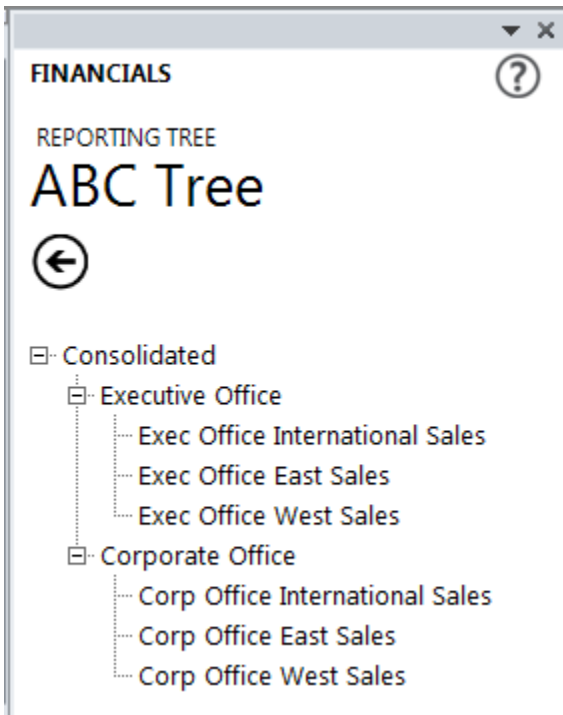 FINANCIALS
REPORTING TREE
ABC Tree
Consolidated
Executive Office
Exec Office International Sales
Exec Office East Sales
Exec Office West Sales
Corporate Office
Corp Office International Sales
Corp Office East Sales
Corp Office West Sales